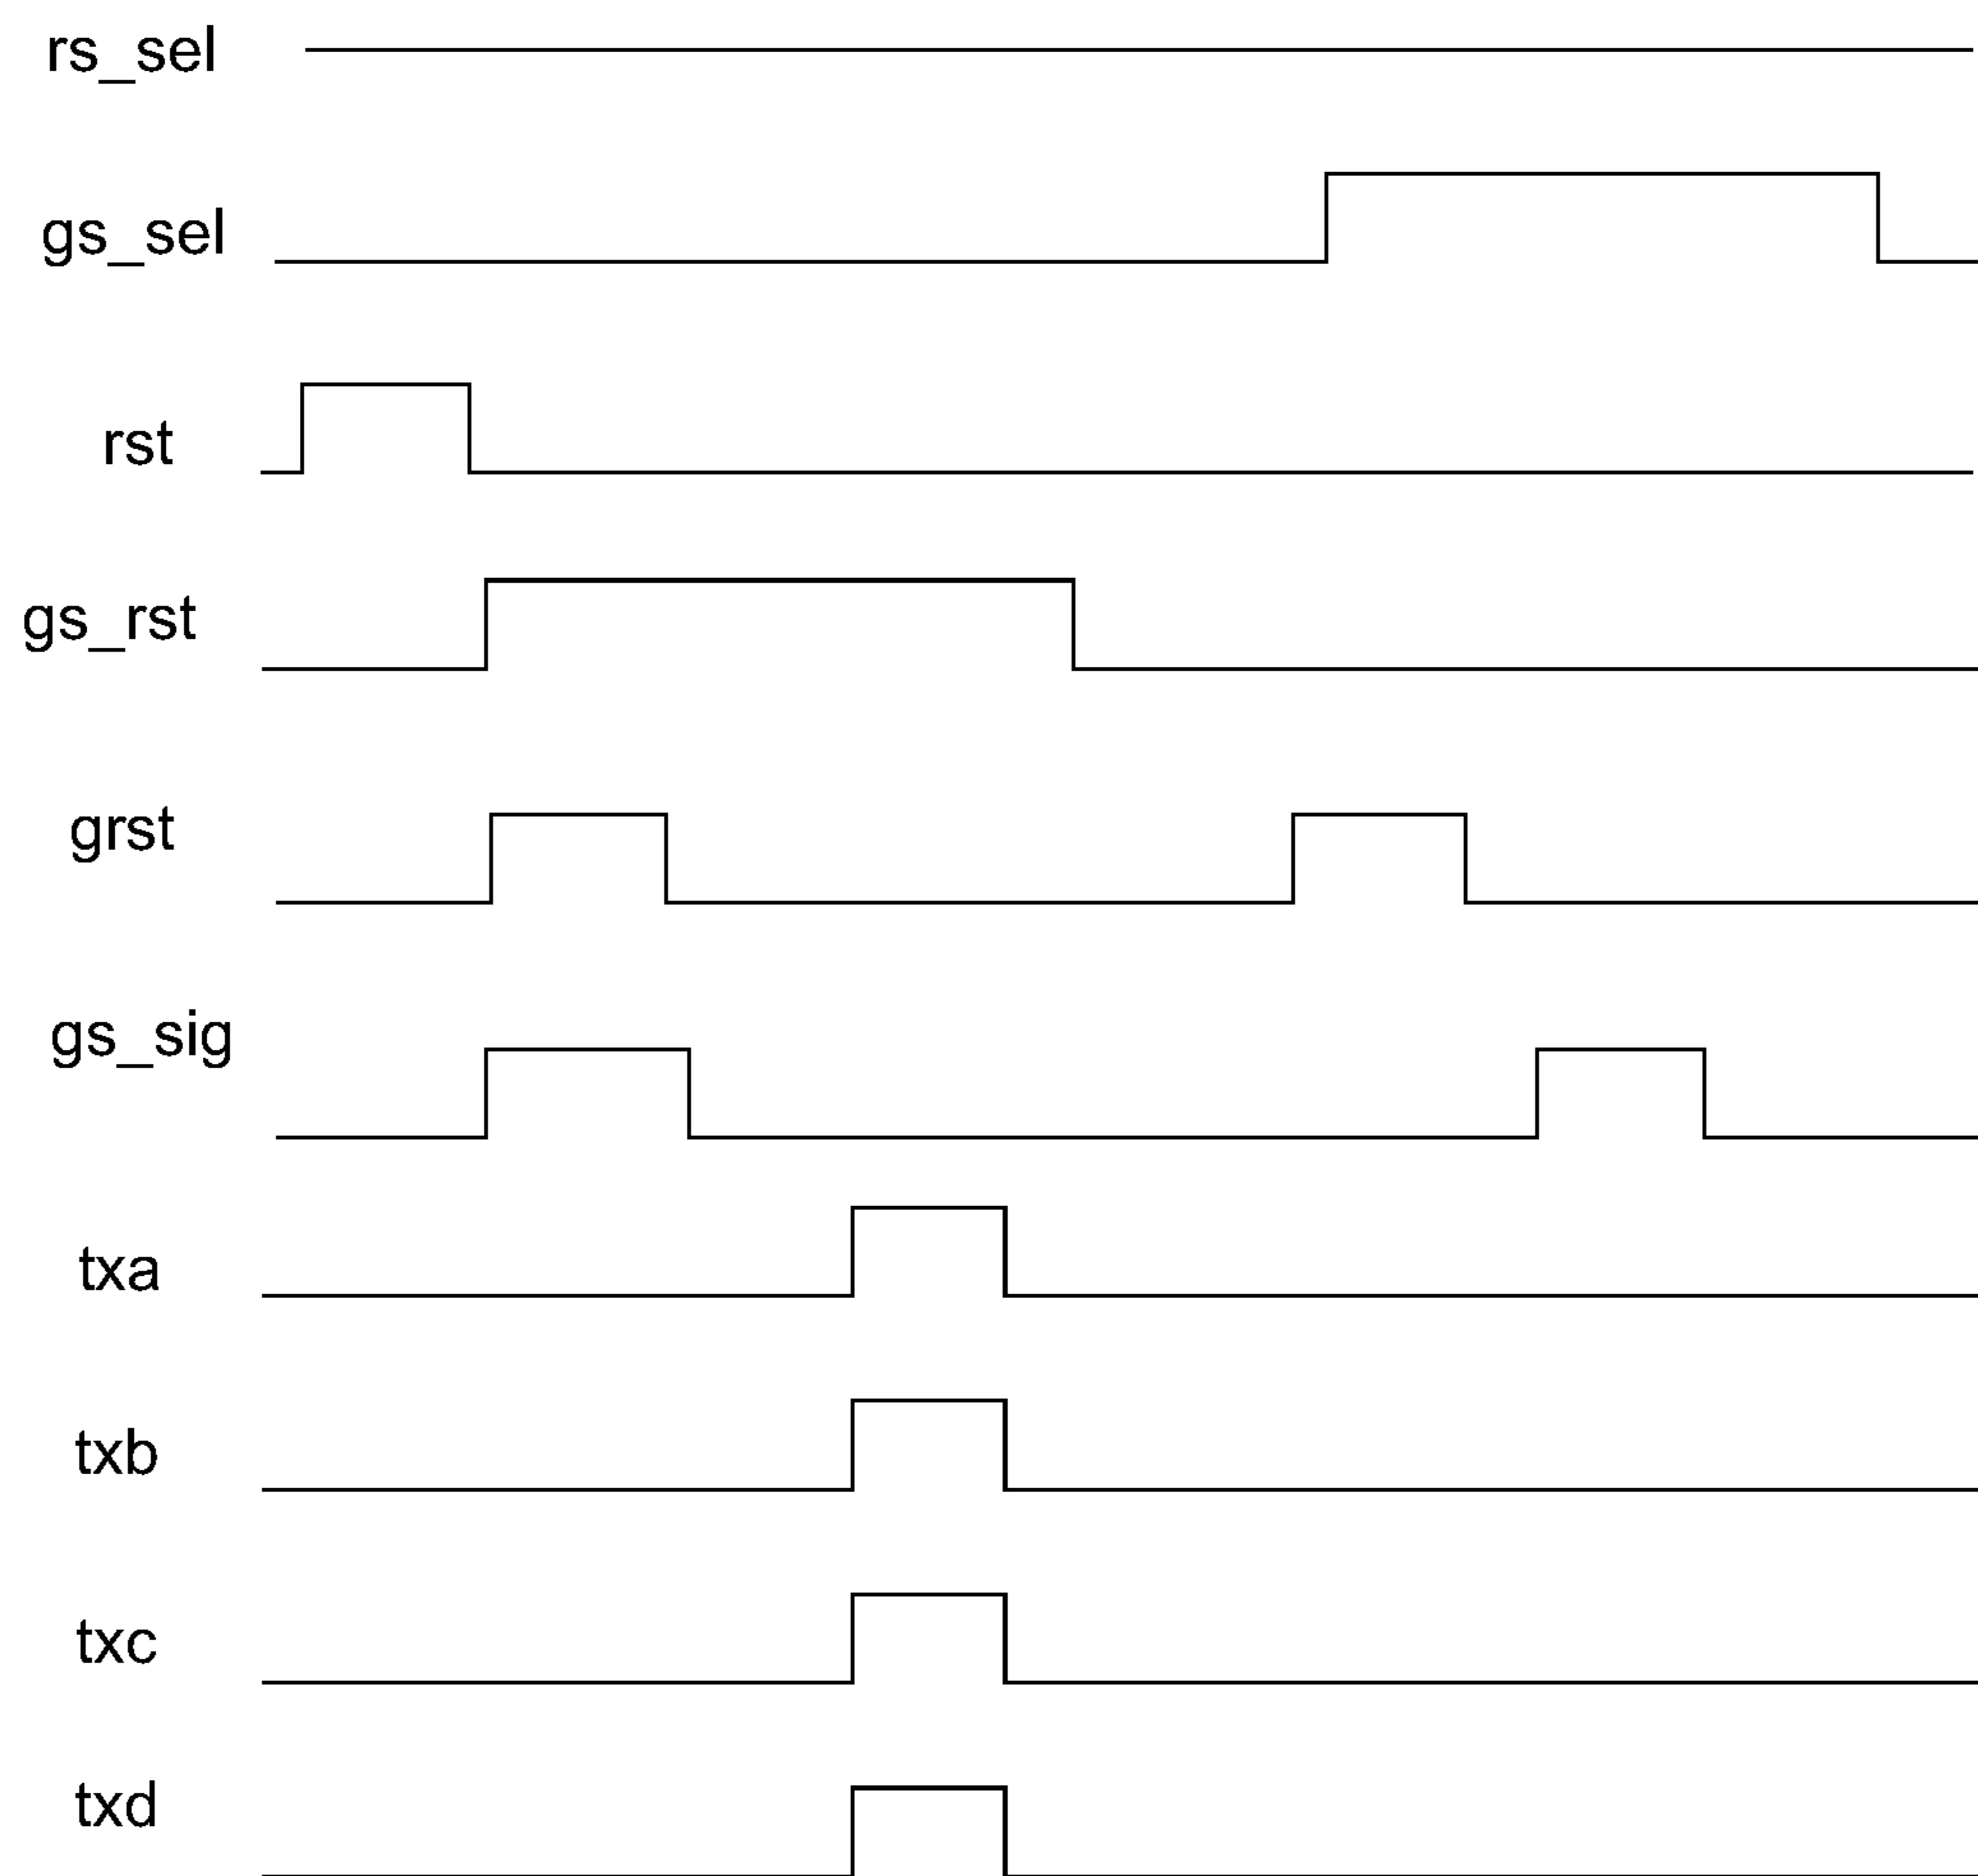 rs_sel
gs_sel
rst
gs_rst
grst
gs_sig
txa
txb
txc
txd